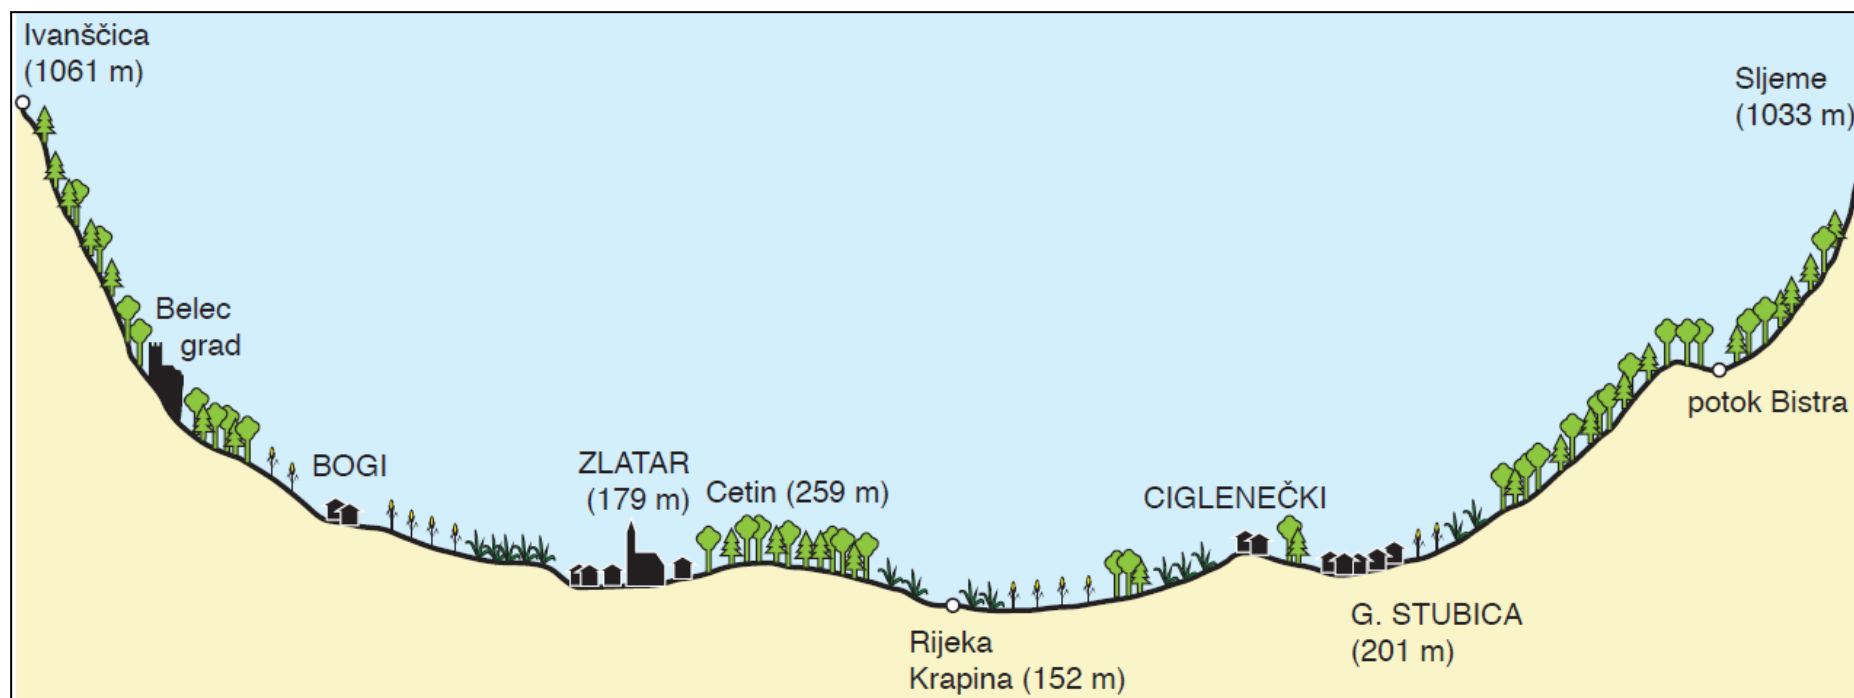 Ivanščica
(1061 m)
Sljeme
(1033 m)
Belec
grad
potok Bistra
BOGI
ZLATAR
(179 m)
Cetin (259 m)
CIGLENEČKI
G. STUBICA
(201 m)
Rijeka
Krapina (152 m)